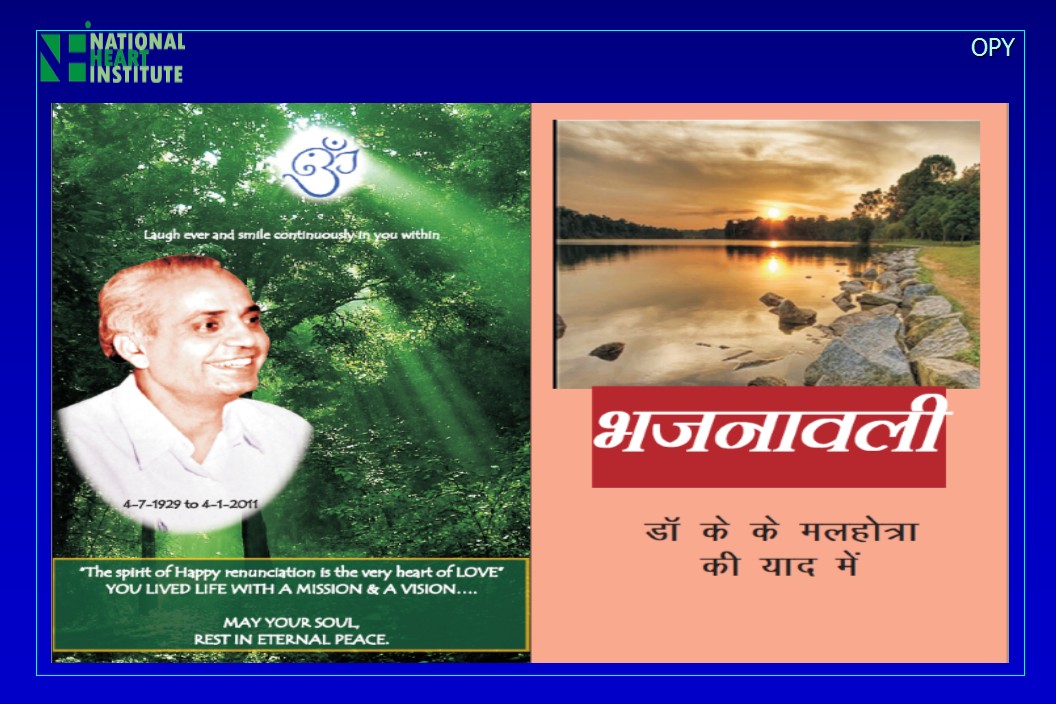 NATIONAL
HEART
INSTITUTE
OPY
ॐ
Laugh ever and smile continuously in you within
4-7-1929 to 4-1-2011
"The spirit of Happy renunciation is the very heart of LOVE"
YOU LIVED LIFE WITH A MISSION & A VISION....
MAY YOUR SOUL,
REST IN ETERNAL PEACE.
भजनावली
डॉ के के मलहोत्रा
की याद में